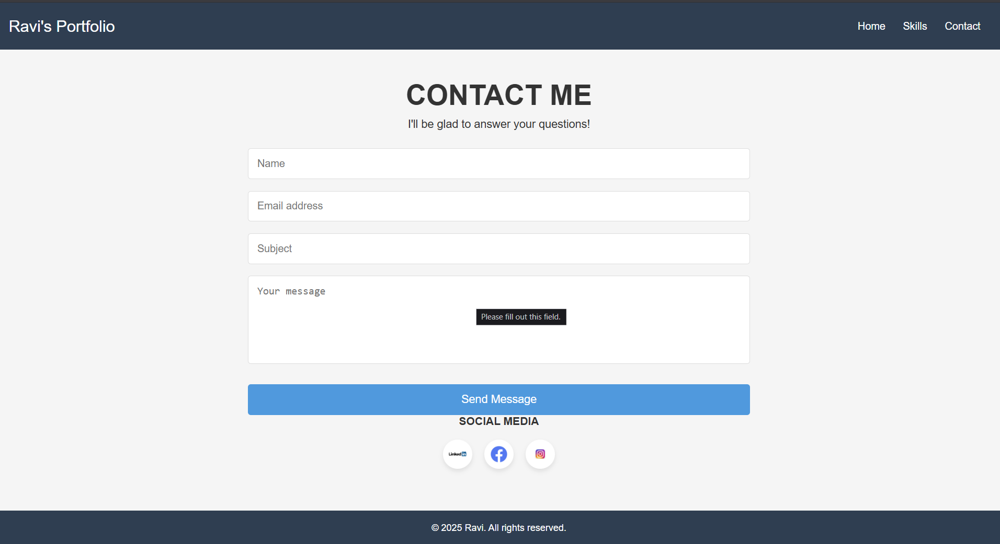 Ravi's Portfolio
Home Skills Contact
CONTACT ME
I'll be glad to answer your questions!
Name
Email address
Subject
Your message
Please fill out this field.
Send Message
SOCIAL MEDIA
Linked in
© 2025 Ravi. All rights reserved.